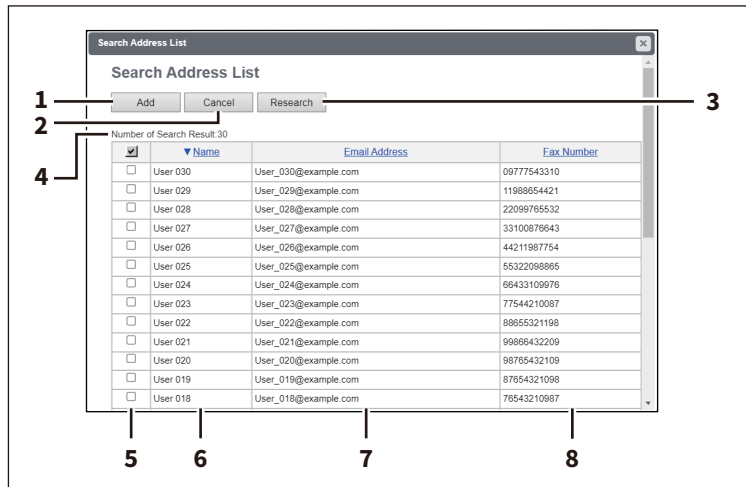 Search Address List
Search Address List
1 Add Cancel Research 3
2
4 Number of Search Result:30
▼Name Email Address Fax Number
User 030 User_030@example.com 09777543310
User 029 User_029@example.com 11988654421
User 028 User_028@example.com 22099765532
User 027 User_027@example.com 33100876643
User 026 User_026@example.com 44211987754
User 025 User_025@example.com 55322098865
User 024 User_024@example.com 66433109976
User 023 User_023@example.com 77544210087
User 022 User_022@example.com 88655321198
User 021 User_021@example.com 99866432209
User 020 User_020@example.com 98765432109
User 019 User_019@example.com 87654321098
User 018 User_018@example.com 76543210987
5 6 7 8